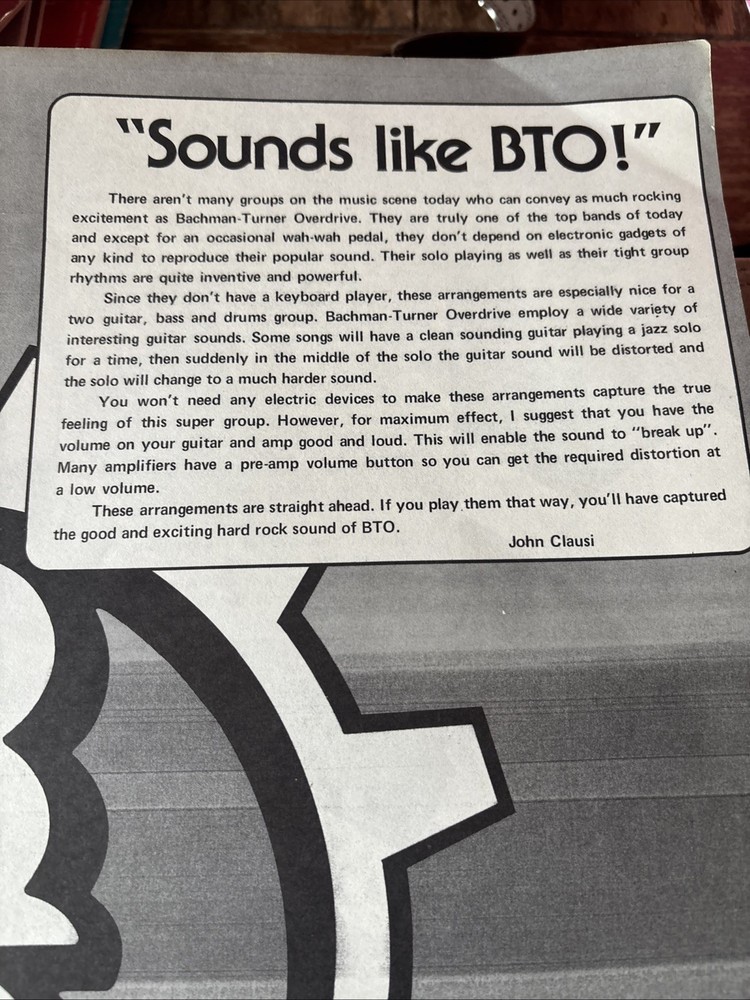 "Sounds like BTO!"
There aren't many groups on the music scene today who can convey as much rocking
excitement as Bachman-Turner Overdrive. They are truly one of the top bands of today
and except for an occasional wah-wah pedal, they don't depend on electronic gadgets of
any kind to reproduce their popular sound. Their solo playing as well as their tight group
rhythms are quite inventive and powerful.
Since they don't have a keyboard player, these arrangements are especially nice for a
two guitar, bass and drums group. Bachman-Turner Overdrive employ a wide variety of
interesting guitar sounds. Some songs will have a clean sounding guitar playing a jazz solo
for a time, then suddenly in the middle of the solo the guitar sound will be distorted and
the solo will change to a much harder sound.
You won't need any electric devices to make these arrangements capture the true
feeling of this super group. However, for maximum effect, I suggest that you have the
volume on your guitar and amp good and loud. This will enable the sound to "break up".
Many amplifiers have a pre-amp volume button so you can get the required distortion at
a low volume.
These arrangements are straight ahead. If you play them that way, you'll have captured
the good and exciting hard rock sound of BTO.
John Clausi